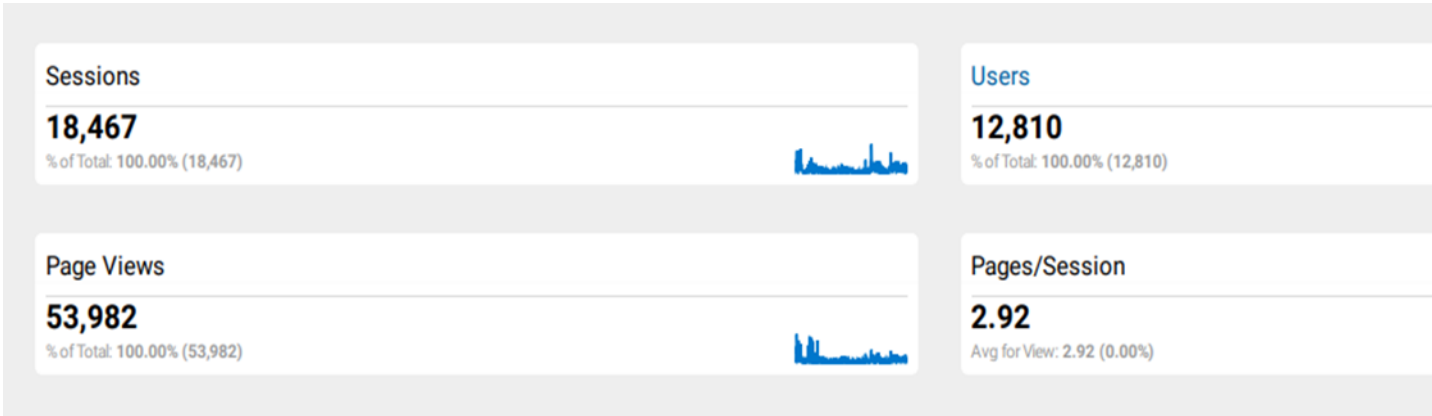 Sessions
18,467
% of Total: 100.00% (18,467)
Users
12,810
% of Total: 100.00% (12,810)
Page Views
53,982
% of Total: 100.00% (53,982)
Pages/Session
2.92
Avg for View: 2.92 (0.00%)